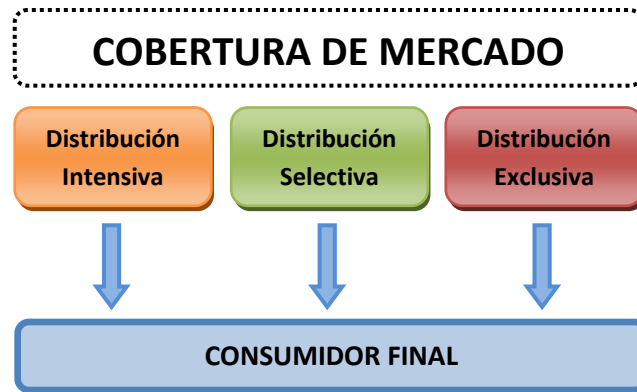 COBERTURA DE MERCADO
Distribución
Intensiva
Distribución
Selectiva
Distribución
Exclusiva
CONSUMIDOR FINAL